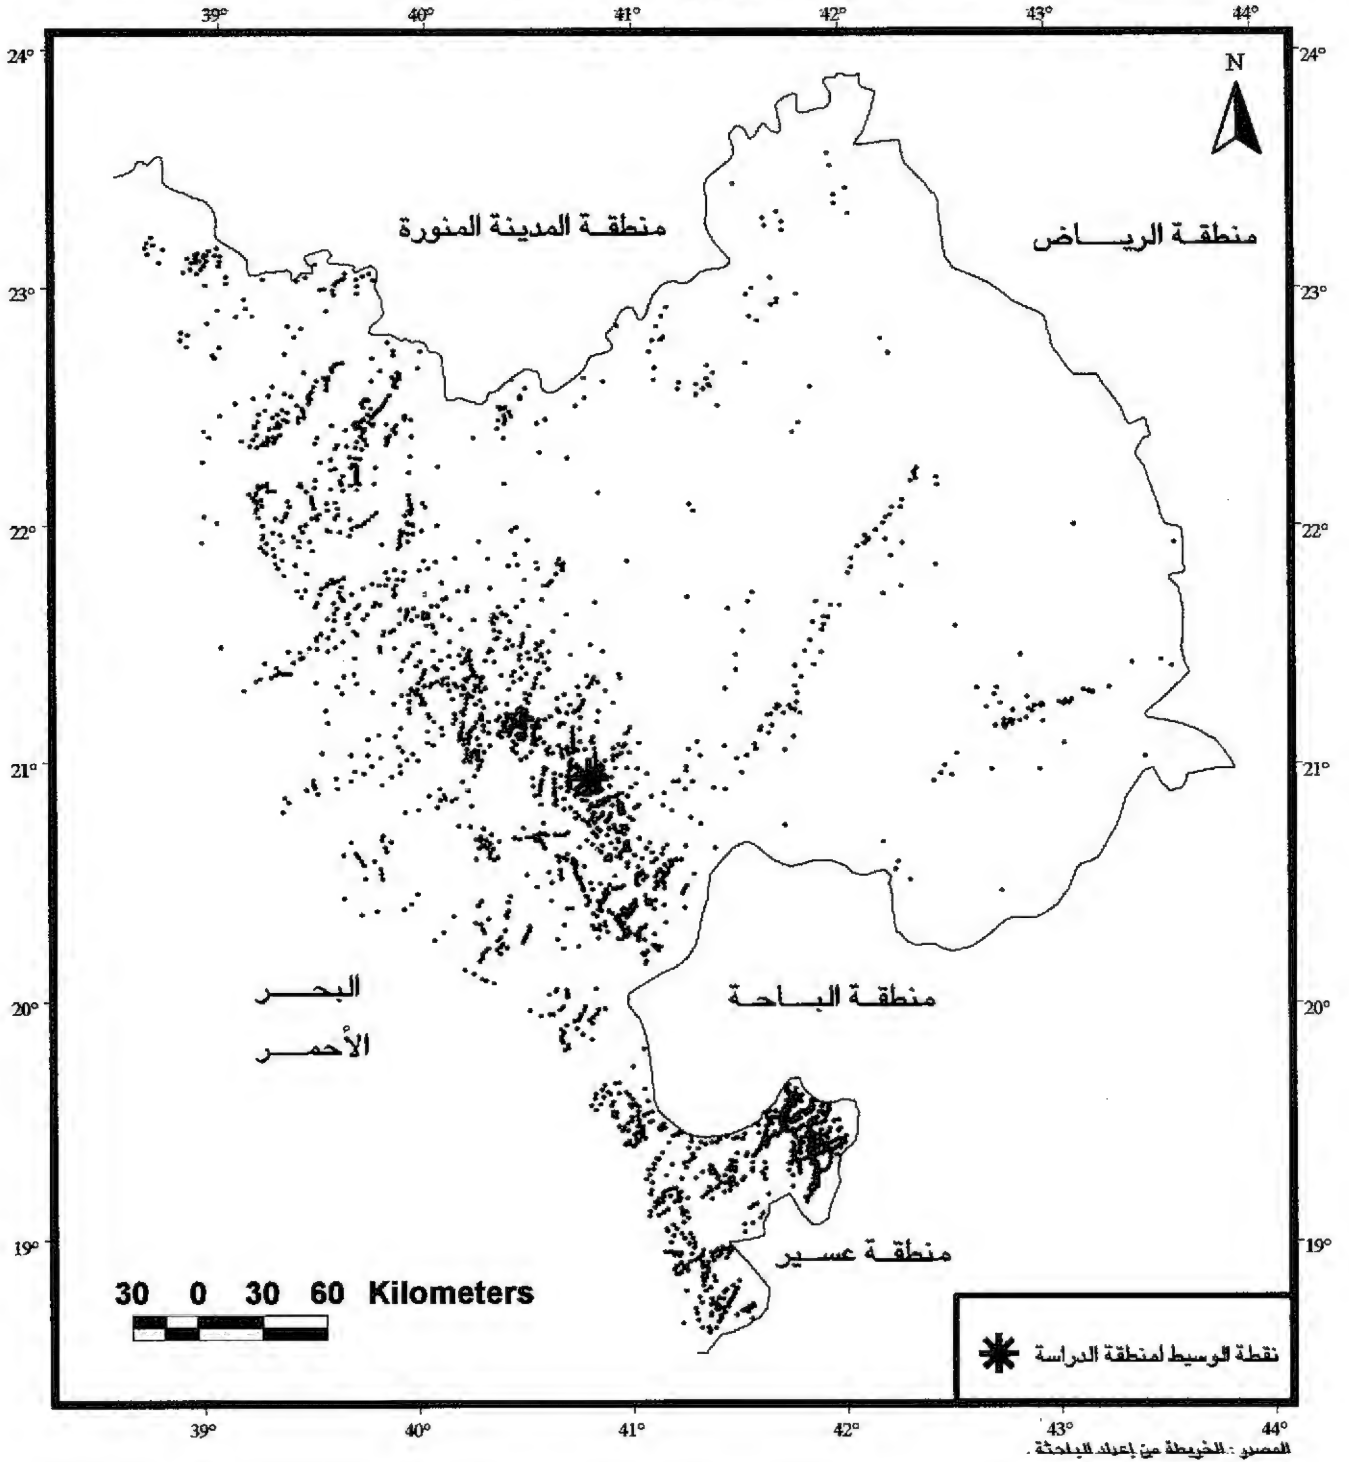 39° 40° 41° 42° 43° 44°
24° 24°
N
منطقة المدينة المنورة
منطقة الرياض
23° 23°
1
22° 22°
21° 21°
البحر
الأحمر
منطقة الباحة
20° 20°
19° 19°
منطقة عسير
30 0 30 60 Kilometers
نقطة الوسيط لمنطقة الدراسة
39° 40° 41° 42° 43° 44°
المصدر : الخريطة من إعداد الباحثة .